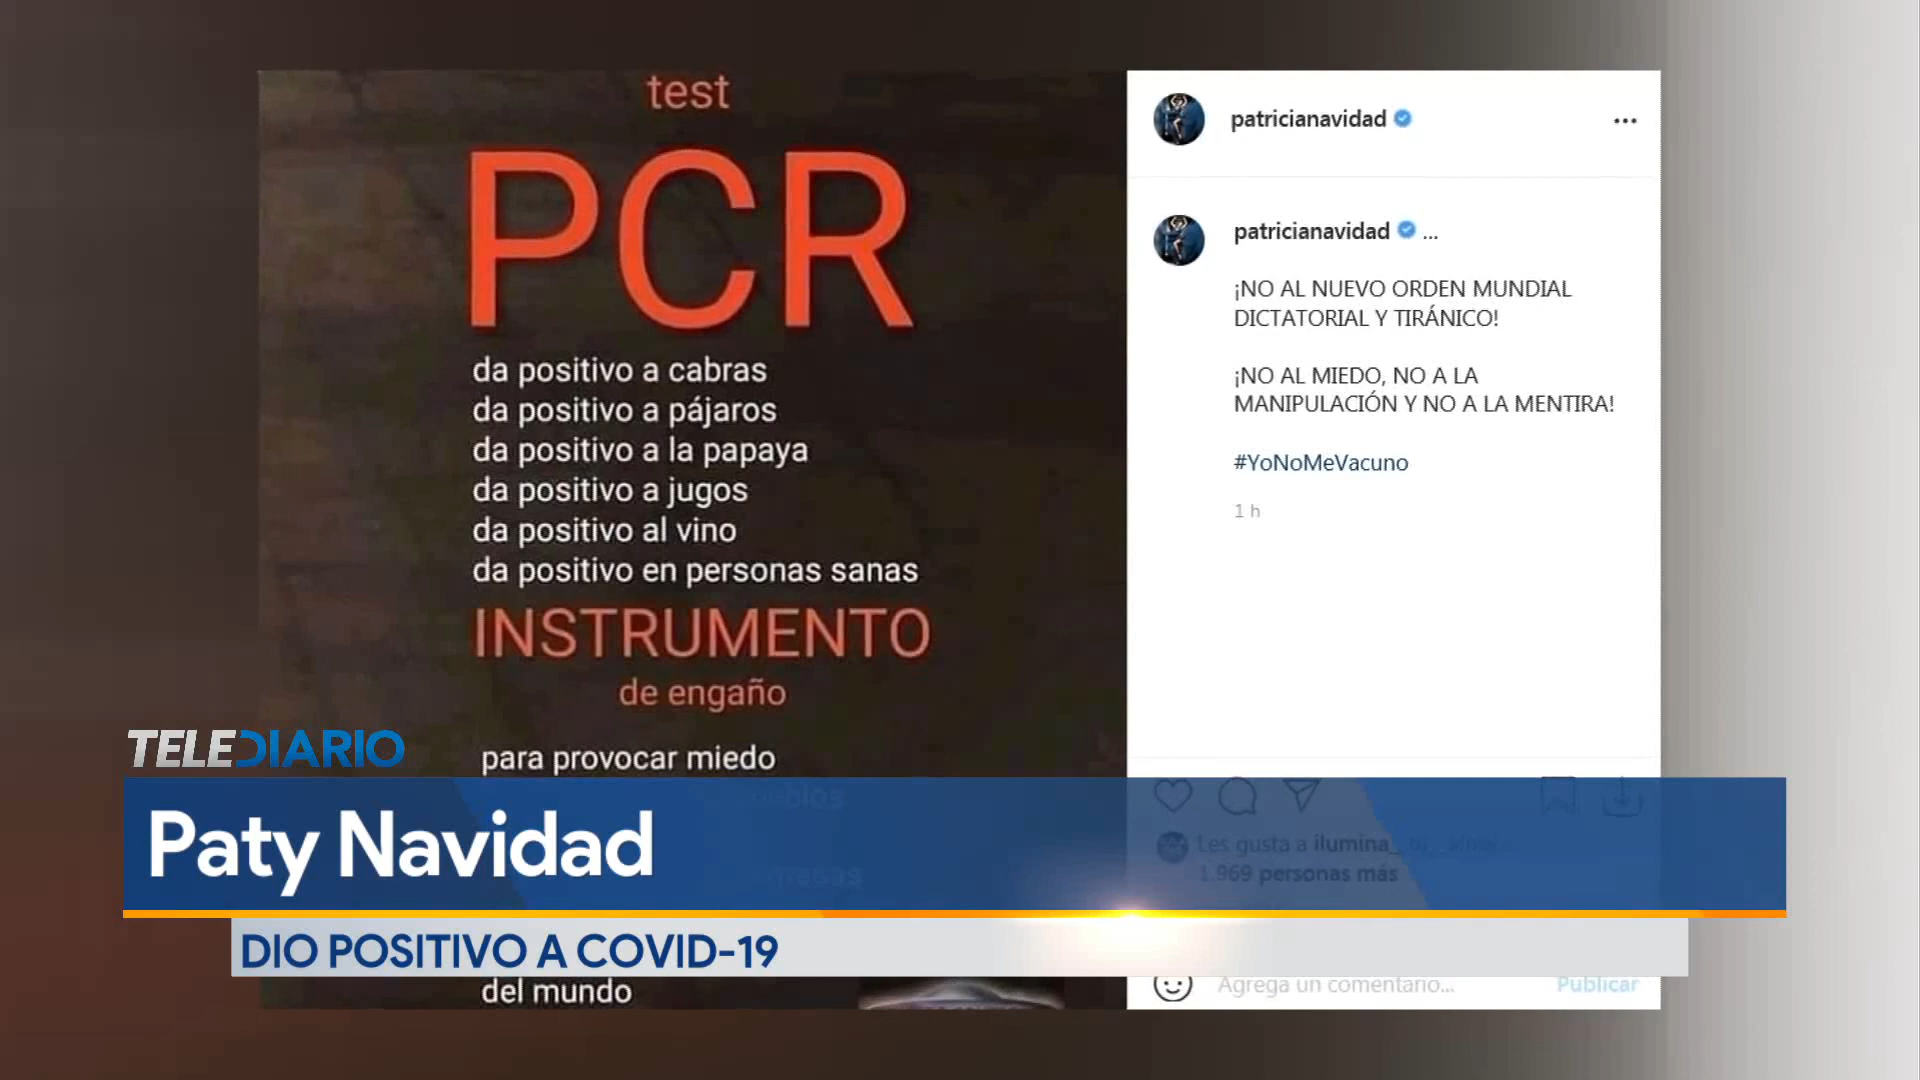 test
PCR
da positivo a cabras
da positivo a pájaros
da positivo a la papaya
da positivo a jugos
da positivo al vino
da positivo en personas sanas
INSTRUMENTO
de engaño
para provocar miedo
del mundo
patricianavidad
patricianavidad ...
¡NO AL NUEVO ORDEN MUNDIAL
DICTATORIAL Y TIRÁNICO!
¡NO AL MIEDO, NO A LA
MANIPULACIÓN Y NO A LA MENTIRA!
#YoNoMeVacuno
1 h
Les gusta a ilumina_
1.969 personas más
Agrega un comentario... Publicar
TELEDIARIO
Paty Navidad
DIO POSITIVO A COVID-19